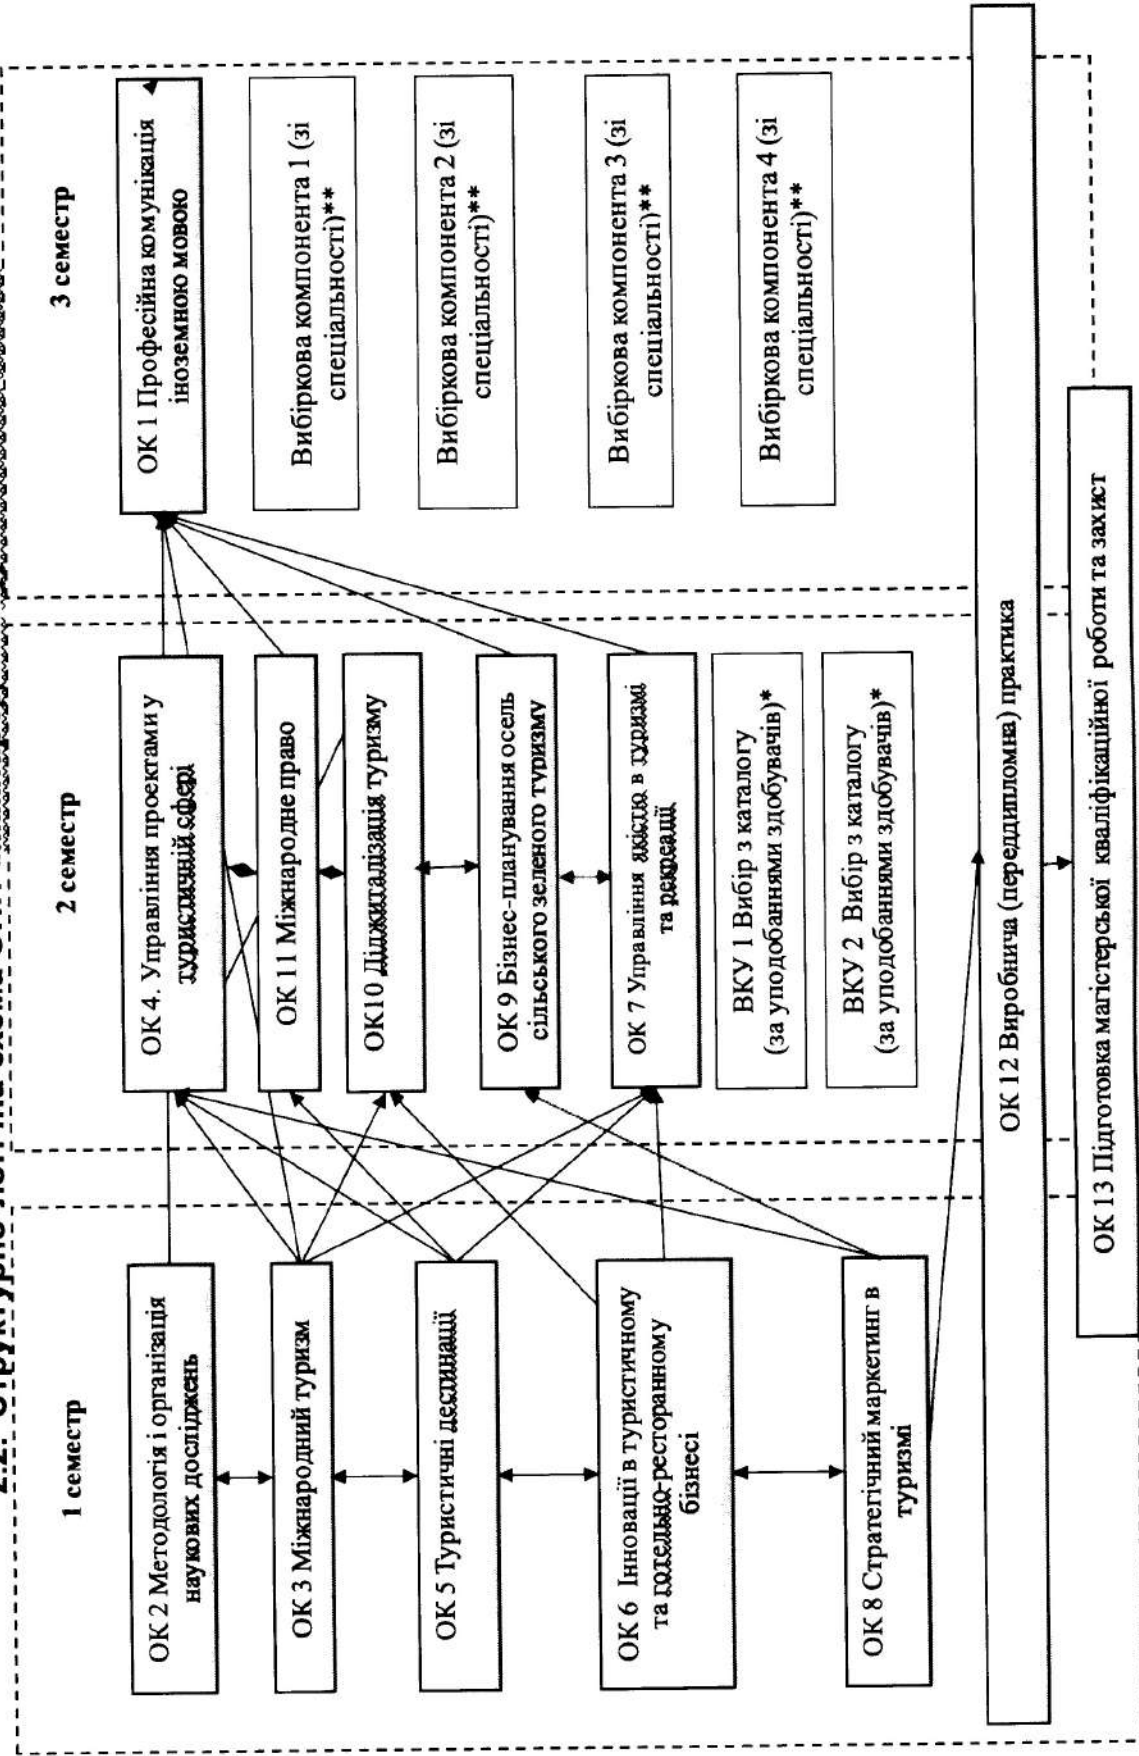 2.2. Структурно
1 семестр
2 семестр
3 семестр
ОК 2 Методологія і організація
наукових досліджень
ОК 3 Міжнародний туризм
ОК 5 Туристичні дестинації
ОК 6 Інновації в туристичному
та готельно-ресторанному
бізнесі
ОК 8 Стратегічний маркетинг в
туризмі
ОК 4. Управління проектами у
туристичній сфері
ОК 11 Міжнародне право
ОК10 Діджиталізація туризму
ОК 9 Бізнес-планування осель
сільського зеленого туризму
ОК 7 Управління якістю в туризмі
та рекреації
ВКУ 1 Вибір з каталогу
(за уподобаннями здобувачів)*
ВКУ 2 Вибір з каталогу
(за уподобаннями здобувачів)*
ОК 1 Професійна комунікація
іноземною мовою
Вибіркова компонента 1 (зі
спеціальності)**
Вибіркова компонента 2 (зі
спеціальності)**
Вибіркова компонента 3 (зі
спеціальності)**
Вибіркова компонента 4 (зі
спеціальності)**
ОК 12 Виробнича (переддипломна) практика
ОК 13 Підготовка магістерської кваліфікаційної роботи та захист